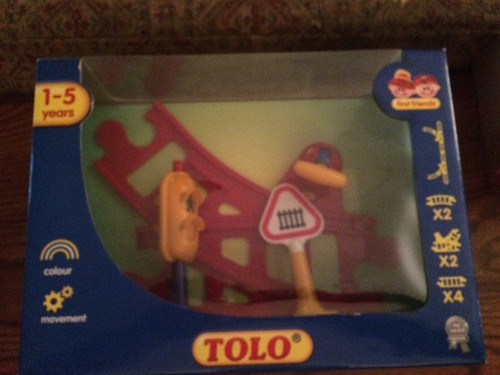 1-5
years
first friends
X2
X2
X4
colour
movement
TOLO®